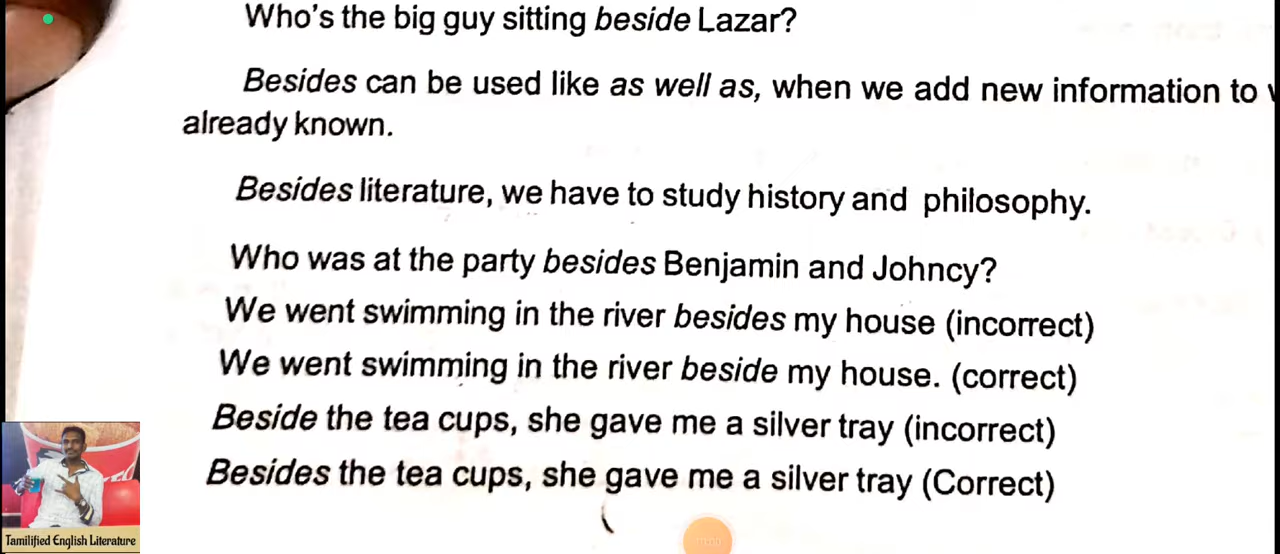 Who's the big guy sitting beside Lazar?
Besides can be used like as well as, when we add new information to
already known.
Besides literature, we have to study history and philosophy.
Who was at the party besides Benjamin and Johncy?
We went swimming in the river besides my house (incorrect)
We went swimming in the river beside my house. (correct)
Beside the tea cups, she gave me a silver tray (incorrect)
Besides the tea cups, she gave me a silver tray (Correct)
Tamilified English Literature